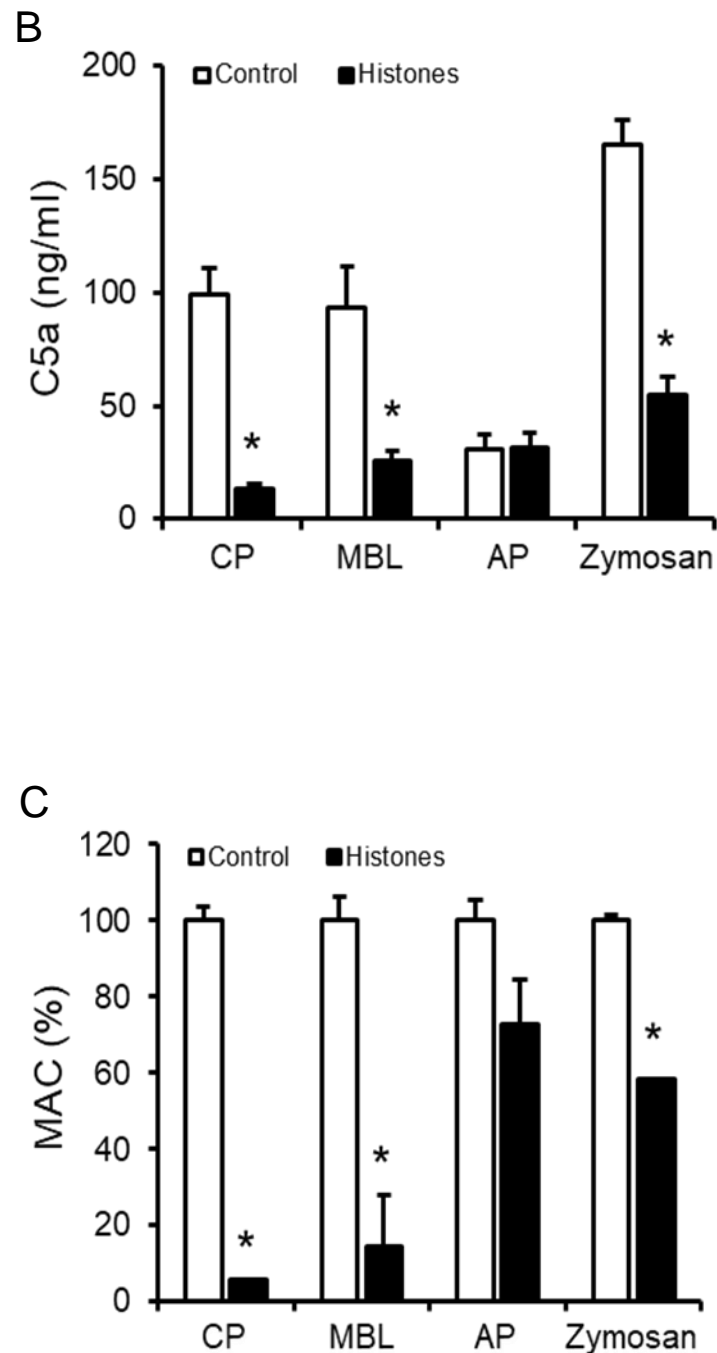 B
200
Control Histones
150
C5a (ng/ml)
100
*
*
*
50
0
CP MBL AP Zymosan
C
120
Control Histones
100
80
MAC (%)
60
*
40
*
20
*
0
CP MBL AP Zymosan